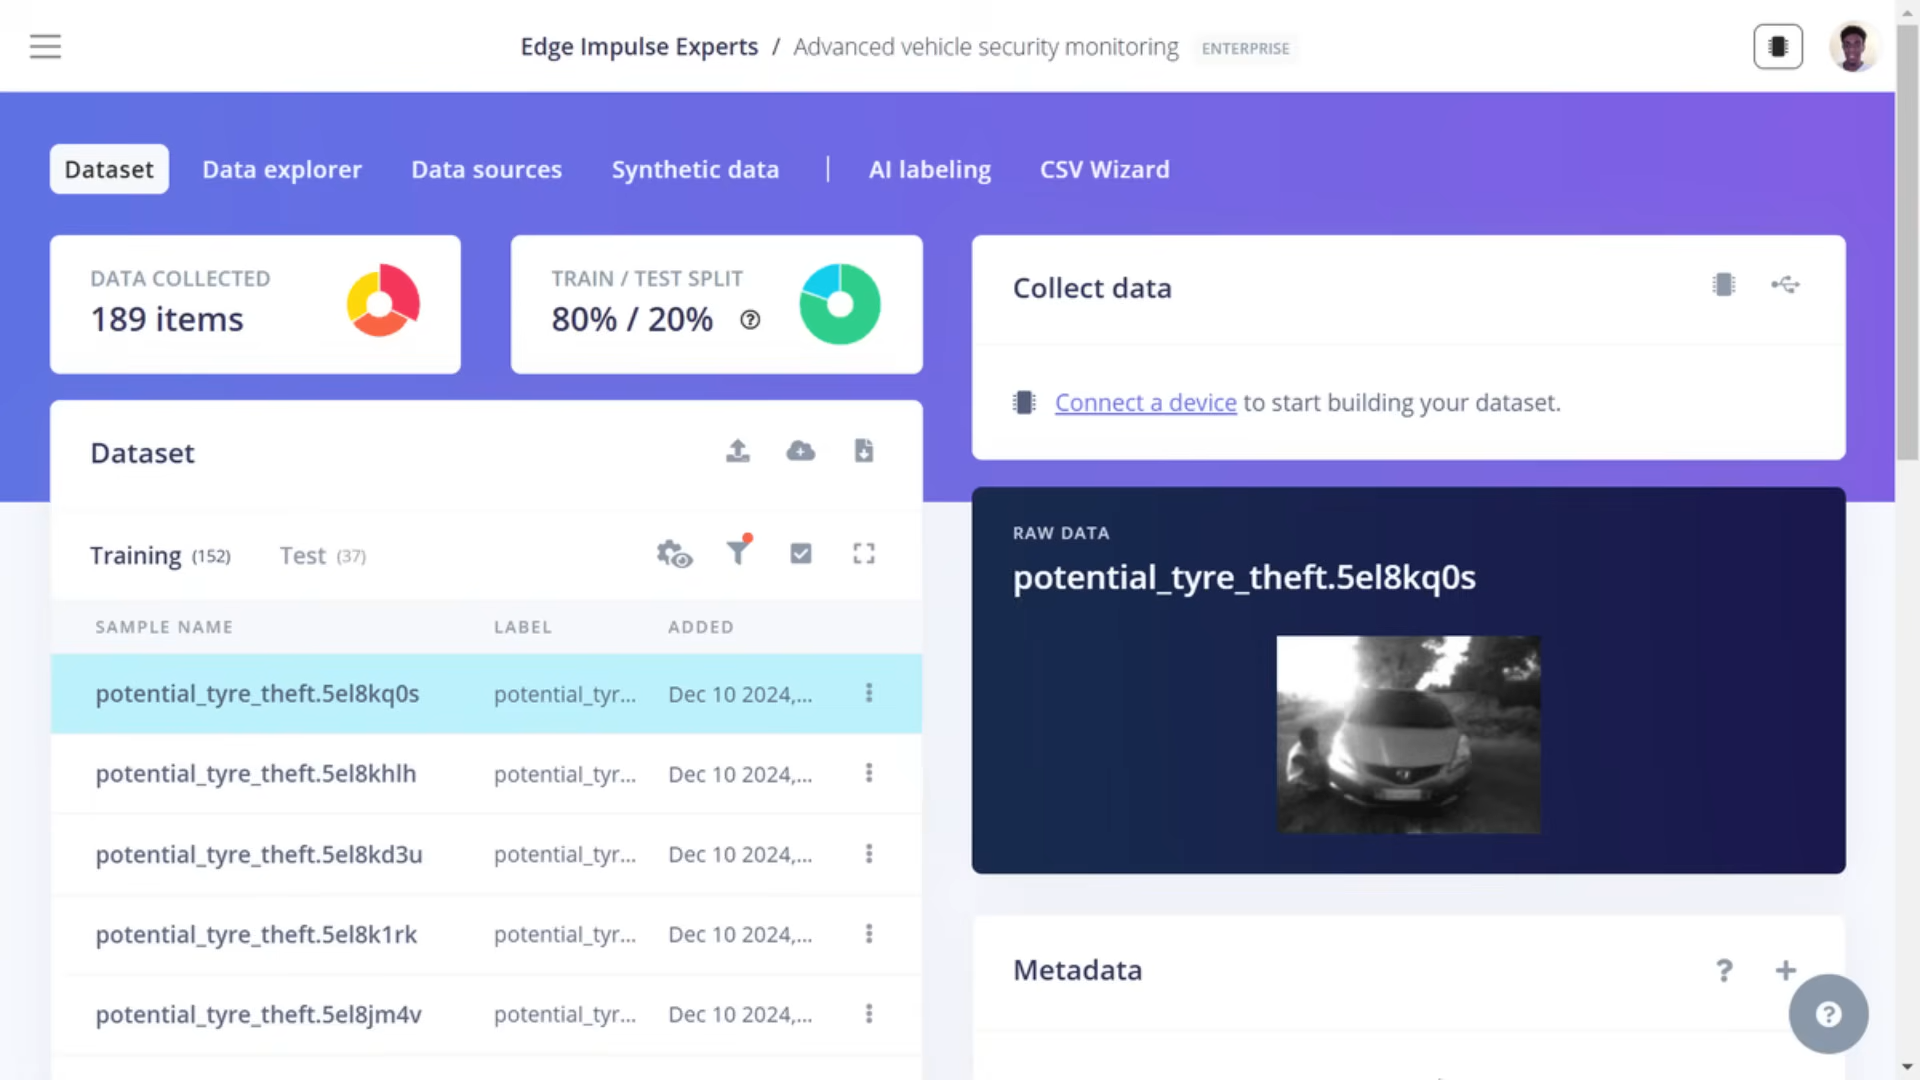 Edge Impulse Experts / Advanced vehicle security monitoring ENTERPRISE
Dataset Data explorer Data sources Synthetic data | AI labeling CSV Wizard
DATA COLLECTED
189 items
TRAIN / TEST SPLIT
80% / 20%
Collect data
Connect a device to start building your dataset.
Dataset
Training (152) Test (37)
SAMPLE NAME LABEL ADDED
potential_tyre_theft.5el8kq0s potential_tyr... Dec 10 2024,...
potential_tyre_theft.5el8khlh potential_tyr... Dec 10 2024,...
potential_tyre_theft.5el8kd3u potential_tyr... Dec 10 2024,...
potential_tyre_theft.5el8k1rk potential_tyr... Dec 10 2024,...
potential_tyre_theft.5el8jm4v potential_tyr... Dec 10 2024,...
RAW DATA
potential_tyre_theft.5el8kq0s
Metadata